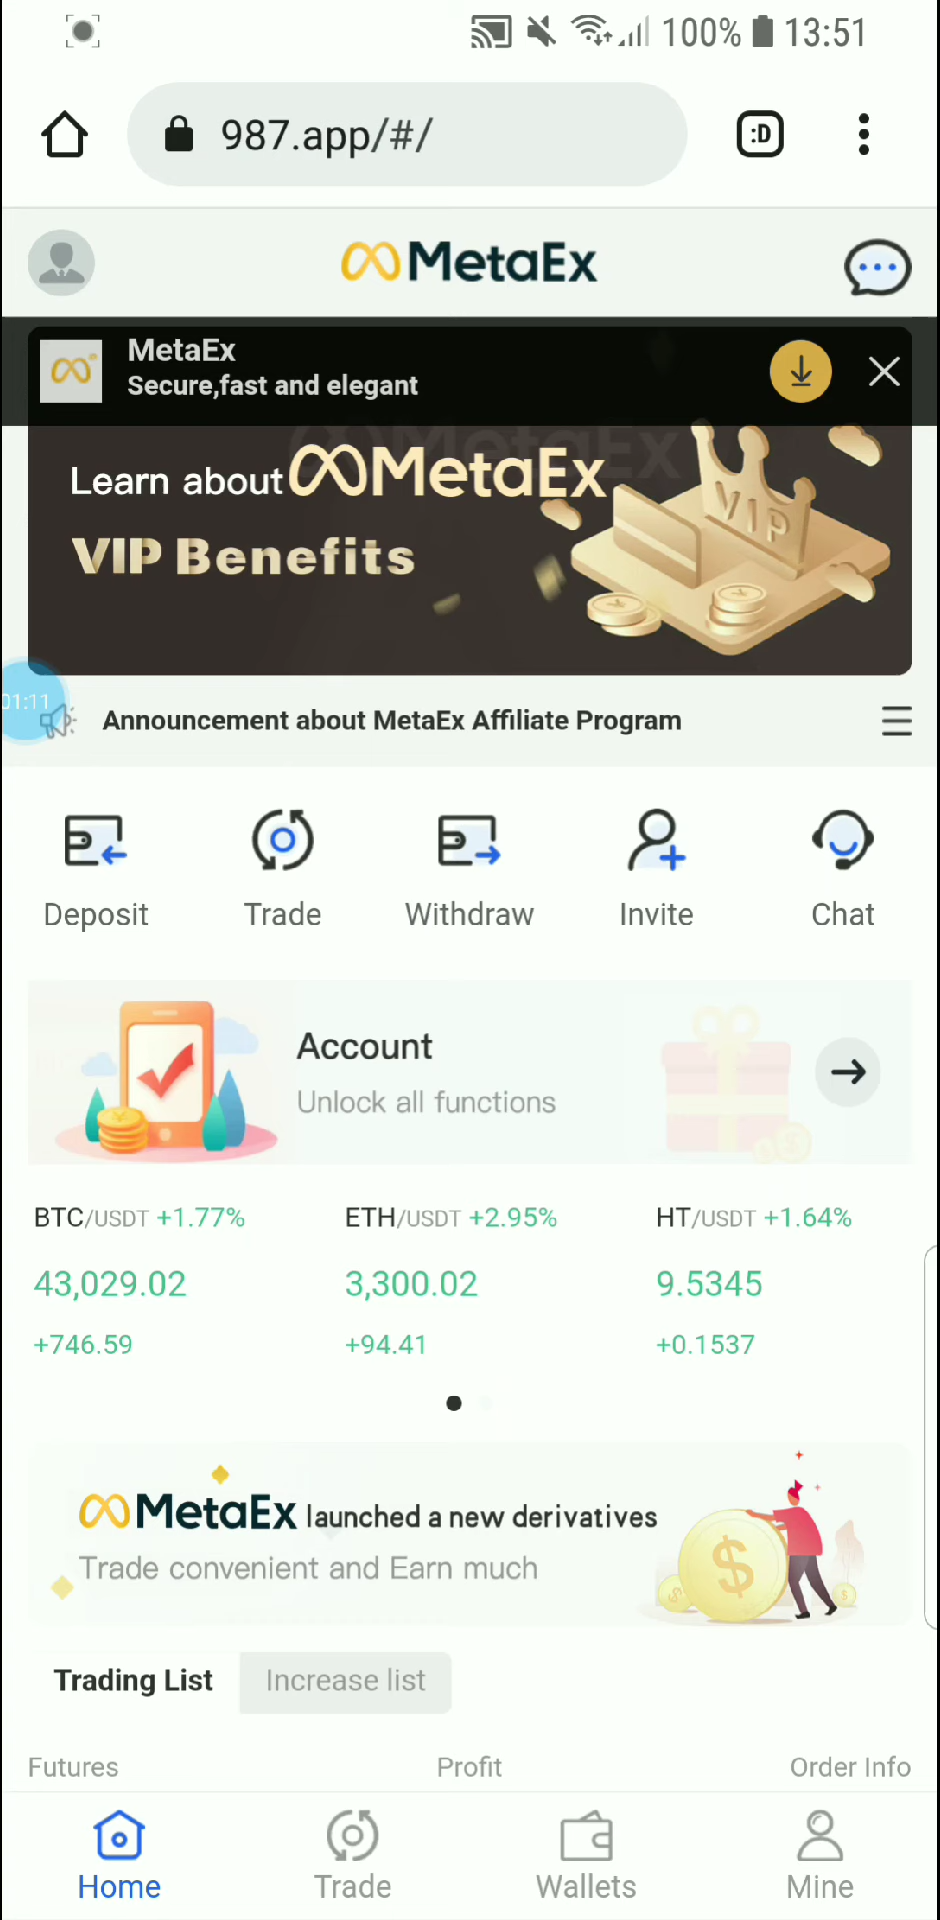 100% 13:51
987.app/#/
:D
MetaEx
MetaEx
Secure,fast and elegant
MetaEx
Learn about MetaEx
VIP Benefits
VIP
01:11
Announcement about MetaEx Affiliate Program
Deposit Trade Withdraw Invite Chat
Account
Unlock all functions
BTC/USDT +1.77% ETH/USDT +2.95% HT/USDT +1.64%
43,029.02 3,300.02 9.5345
+746.59 +94.41 +0.1537
MetaEx launched a new derivatives
Trade convenient and Earn much
Trading List Increase list
Futures Profit Order Info
Home Trade Wallets Mine